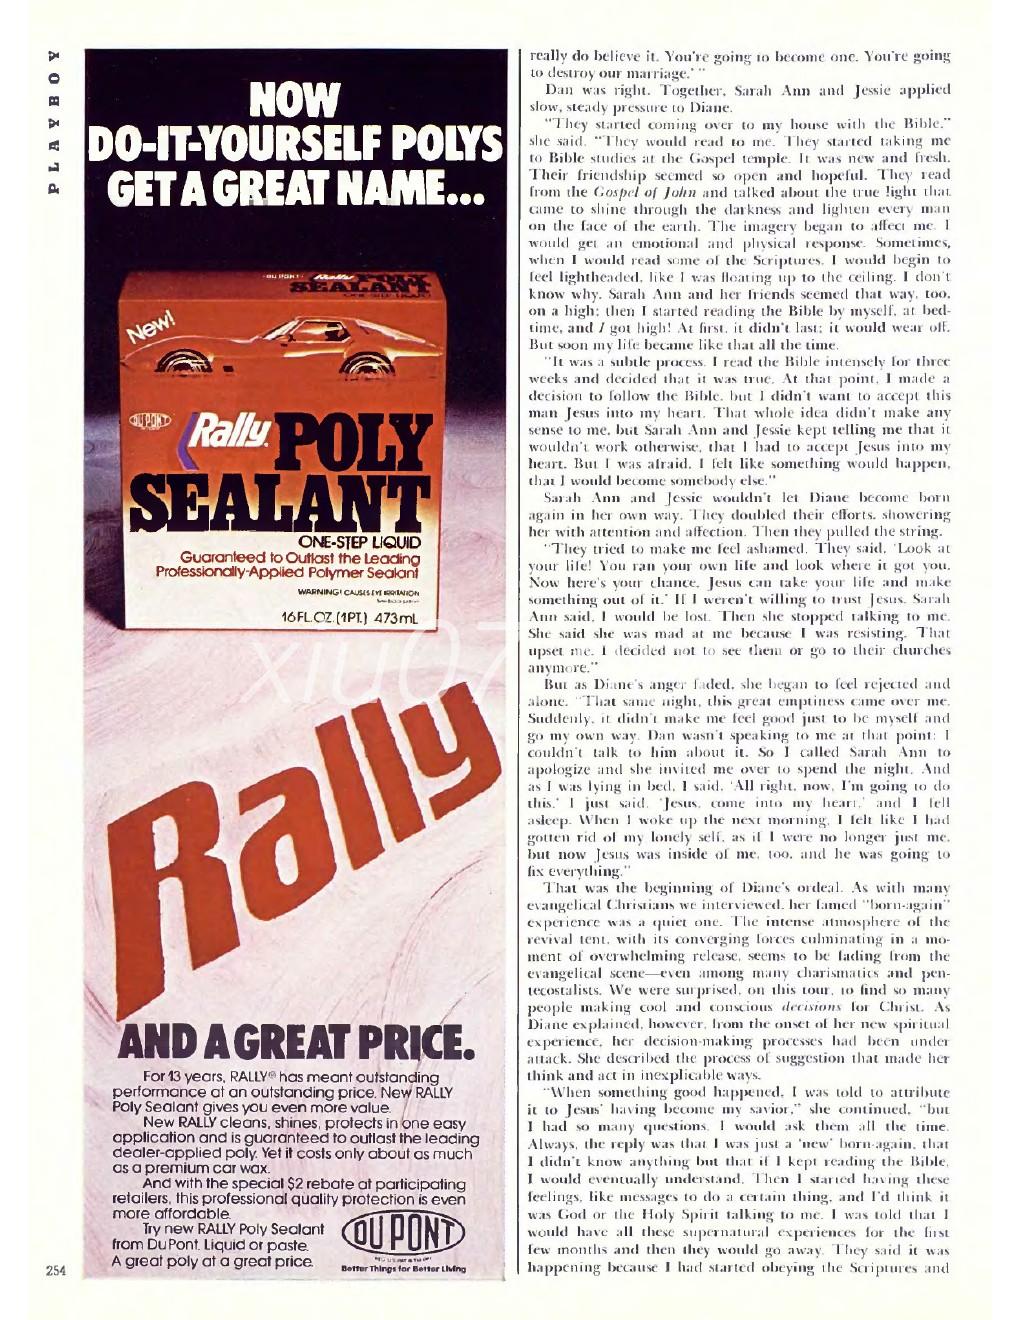 PLAYBOY
NOW
DO-IT-YOURSELF POLYS
GET A GREAT NAME...
DU PONT Rally POLY
SEALANT
ONE-STEP LIQUID
New!
DU PONT
Rally POLY
SEALANT
ONE-STEP LIQUID
Guaranteed to Outlast the Leading
Professionally-Applied Polymer Sealant
WARNING! CAUSES EYE IRRITATION
16 FL. OZ. (1 PT.) 473 mL
Rally
AND A GREAT PRICE.
For 13 years, RALLY® has meant outstanding
performance at an outstanding price. New RALLY
Poly Sealant gives you even more value.
New RALLY cleans, shines, protects in one easy
application and is guaranteed to outlast the leading
dealer-applied poly. Yet it costs only about as much
as a premium car wax.
And with the special $2 rebate at participating
retailers, this professional quality protection is even
more affordable.
Try new RALLY Poly Sealant
from DuPont. Liquid or paste.
A great poly at a great price.
DU PONT
Better Things for Better Living
254
xiu07
really do believe it. You're going to become one. You're going
to destroy our marriage.' "
Dan was right. Together, Sarah Ann and Jessie applied
slow, steady pressure to Diane.
"They started coming over to my house with the Bible,"
she said. "They would read to me. They started taking me
to Bible studies at the Gospel temple. It was new and fresh.
Their friendship seemed so open and hopeful. They read
from the Gospel of John and talked about the true light that
came to shine through the darkness and lighten every man
on the face of the earth. The imagery began to affect me. I
would get an emotional and physical response. Sometimes,
when I would read some of the Scriptures, I would begin to
feel lightheaded, like I was floating up to the ceiling. I don't
know why. Sarah Ann and her friends seemed that way, too,
on a high; then I started reading the Bible by myself, at bed-
time, and I got high! At first, it didn't last; it would wear off.
But soon my life became like that all the time.
"It was a subtle process. I read the Bible intensely for three
weeks and decided that it was true. At that point, I made a
decision to follow the Bible, but I didn't want to accept this
man Jesus into my heart. That whole idea didn't make any
sense to me, but Sarah Ann and Jessie kept telling me that it
wouldn't work otherwise, that I had to accept Jesus into my
heart. But I was afraid. I felt like something would happen,
that I would become somebody else."
Sarah Ann and Jessie wouldn't let Diane become born
again in her own way. They doubled their efforts, showering
her with attention and affection. Then they pulled the string.
"They tried to make me feel ashamed. They said, 'Look at
your life! You ran your own life and look where it got you.
Now here's your chance. Jesus can take your life and make
something out of it.' If I weren't willing to trust Jesus, Sarah
Ann said, I would be lost. Then she stopped talking to me.
She said she was mad at me because I was resisting. That
upset me. I decided not to see them or go to their churches
anymore."
But as Diane's anger faded, she began to feel rejected and
alone. "That same night, this great emptiness came over me.
Suddenly, it didn't make me feel good just to be myself and
go my own way. Dan wasn't speaking to me at that point; I
couldn't talk to him about it. So I called Sarah Ann to
apologize and she invited me over to spend the night. And
as I was lying in bed, I said, 'All right, now, I'm going to do
this.' I just said, 'Jesus, come into my heart,' and I fell
asleep. When I woke up the next morning, I felt like I had
gotten rid of my lonely self, as if I were no longer just me,
but now Jesus was inside of me, too, and he was going to
fix everything."
That was the beginning of Diane's ordeal. As with many
evangelical Christians we interviewed, her famed "born-again"
experience was a quiet one. The intense atmosphere of the
revival tent, with its converging forces culminating in a mo-
ment of overwhelming release, seems to be fading from the
evangelical scene—even among many charismatics and pen-
tecostalists. We were surprised, on this tour, to find so many
people making cool and conscious decisions for Christ. As
Diane explained, however, from the onset of her new spiritual
experience, her decision-making processes had been under
attack. She described the process of suggestion that made her
think and act in inexplicable ways.
"When something good happened, I was told to attribute
it to Jesus' having become my savior," she continued, "but
I had so many questions. I would ask them all the time.
Always, the reply was that I was just a 'new' born-again, that
I didn't know anything but that if I kept reading the Bible,
I would eventually understand. Then I started having these
feelings, like messages to do a certain thing, and I'd think it
was God or the Holy Spirit talking to me. I was told that I
would have all these supernatural experiences for the first
few months and then they would go away. They said it was
happening because I had started obeying the Scriptures and